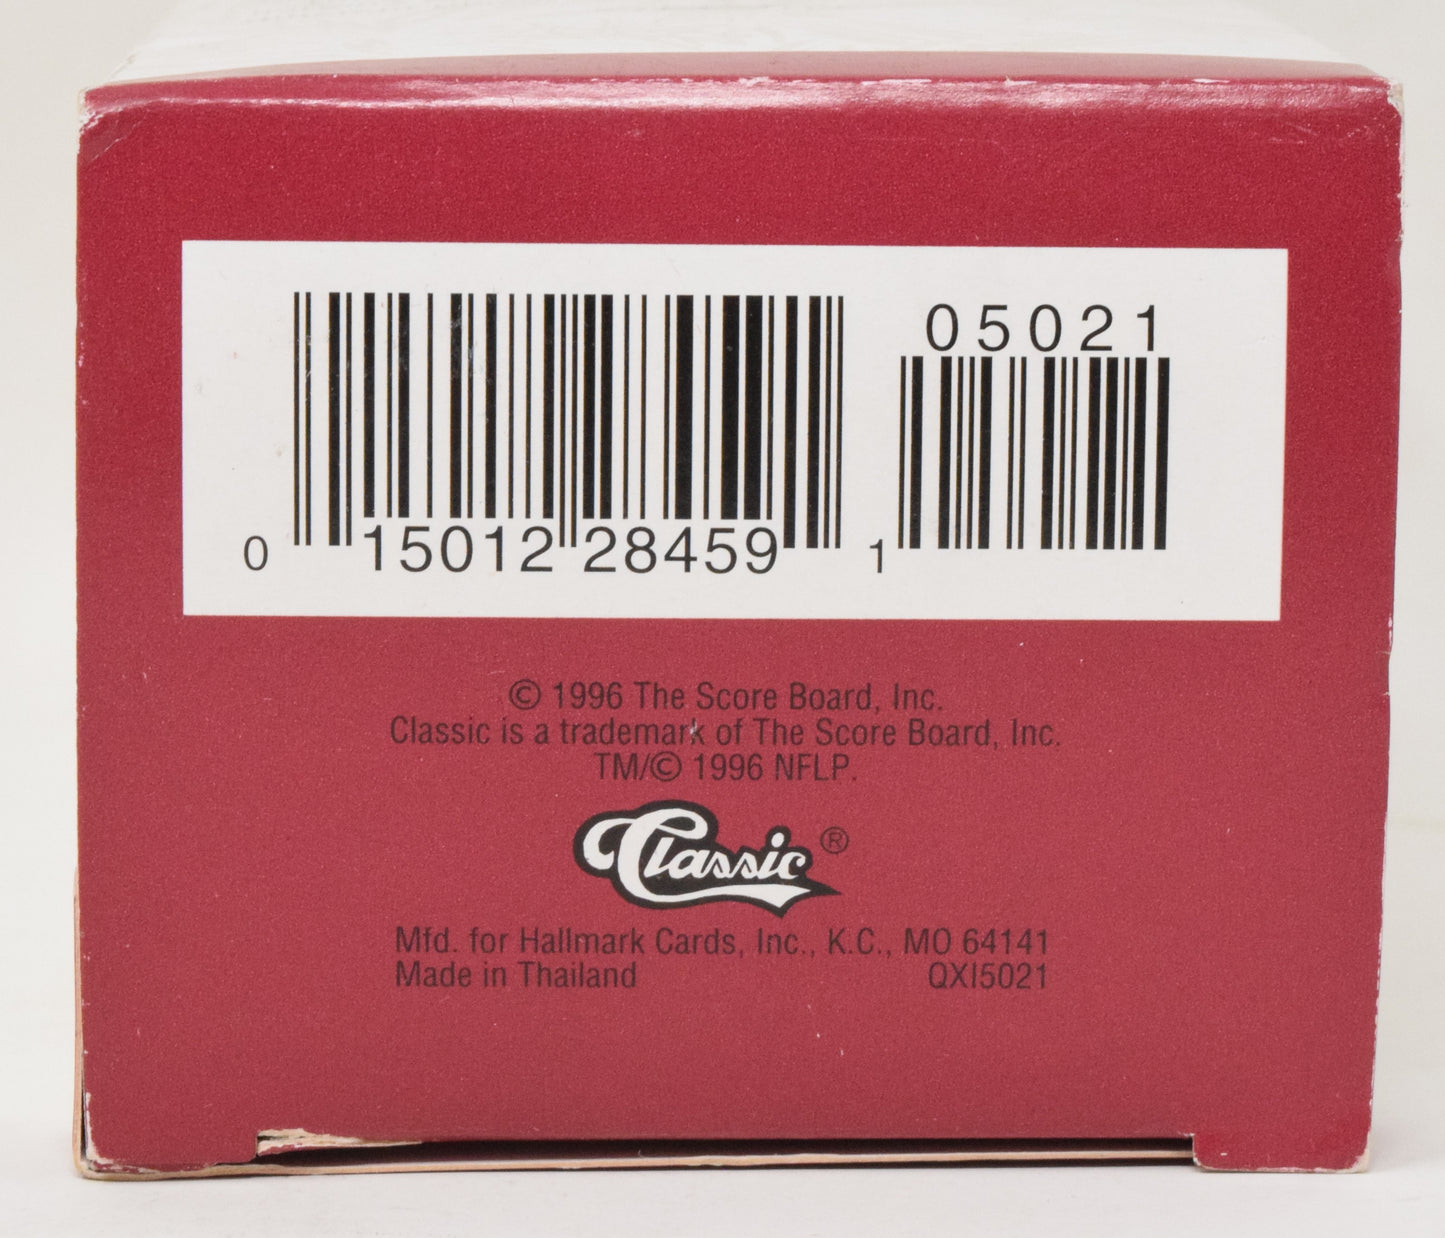 05021
0 15012 28459 1
© 1996 The Score Board, Inc.
Classic is a trademark of The Score Board, Inc.
TM/© 1996 NFLP.
Classic ®
Mfd. for Hallmark Cards, Inc., K.C., MO 64141
Made in Thailand QXI5021